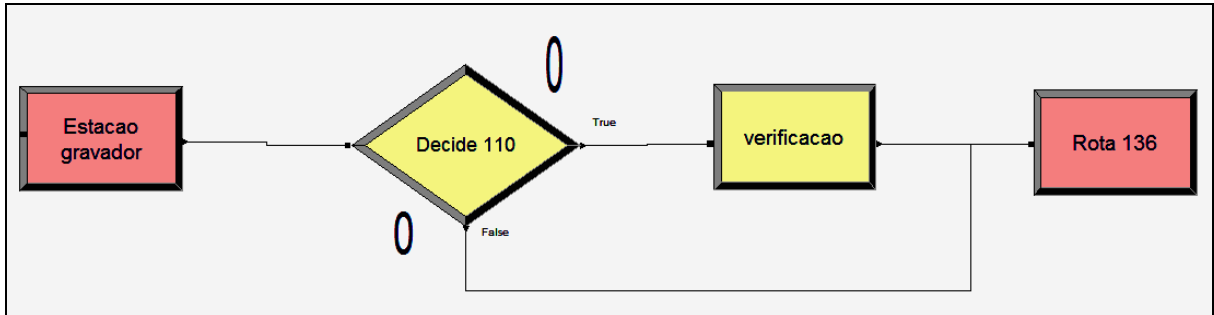 0
Estacao
gravador
Decide 110
True
verificacao
Rota 136
0
False